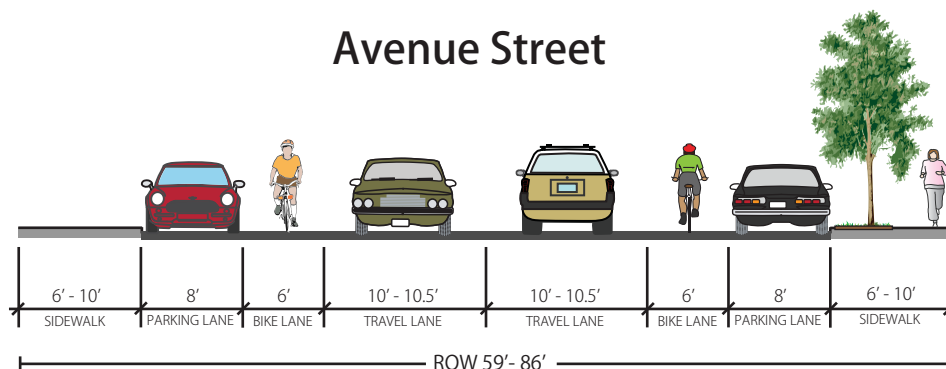 Avenue Street
6’ - 10’ 8’ 6’ 10’ - 10.5’ 10’ - 10.5’ 6’ 8’ 6’ - 10’
SIDEWALK PARKING LANE BIKE LANE TRAVEL LANE TRAVEL LANE BIKE LANE PARKING LANE SIDEWALK
ROW 59’- 86’